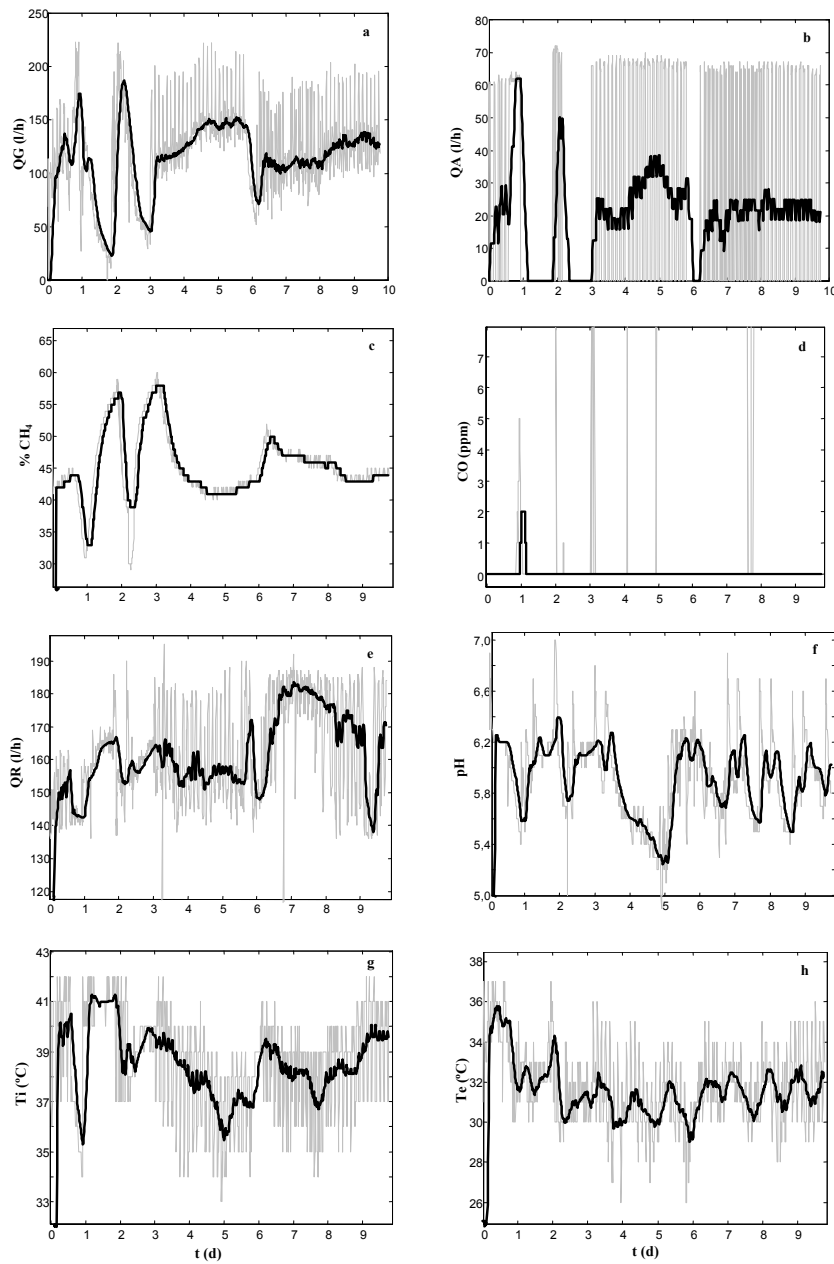 a
QG (l/h)
250
200
150
100
50
0
0 1 2 3 4 5 6 7 8 9 10
b
QA (l/h)
80
70
60
50
40
30
20
10
0
0 1 2 3 4 5 6 7 8 9 10
c
% CH4
65
60
55
50
45
40
35
30
1 2 3 4 5 6 7 8 9
d
CO (ppm)
7
6
5
4
3
2
1
0
0 1 2 3 4 5 6 7 8 9
e
QR (l/h)
190
180
170
160
150
140
130
120
0 1 2 3 4 5 6 7 8 9
f
pH
7,0
6,6
6,2
5,8
5,4
5,0
0 1 2 3 4 5 6 7 8 9
g
Ti (ºC)
43
41
39
37
35
33
0 1 2 3 4 5 6 7 8 9
t (d)
h
Te (ºC)
38
36
34
32
30
28
26
0 1 2 3 4 5 6 7 8 9
t (d)